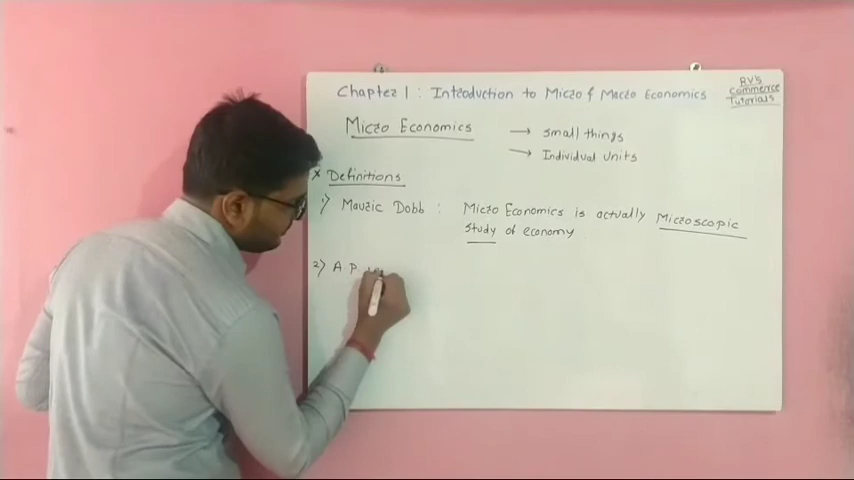 Chapter 1 : Introduction to Micro & Macro Economics
RV's
Commerce
Tutorials
Micro Economics → small things
→ Individual Units
x Definitions
1) Mauric Dobb : Micro Economics is actually Microscopic
study of economy
2) A P